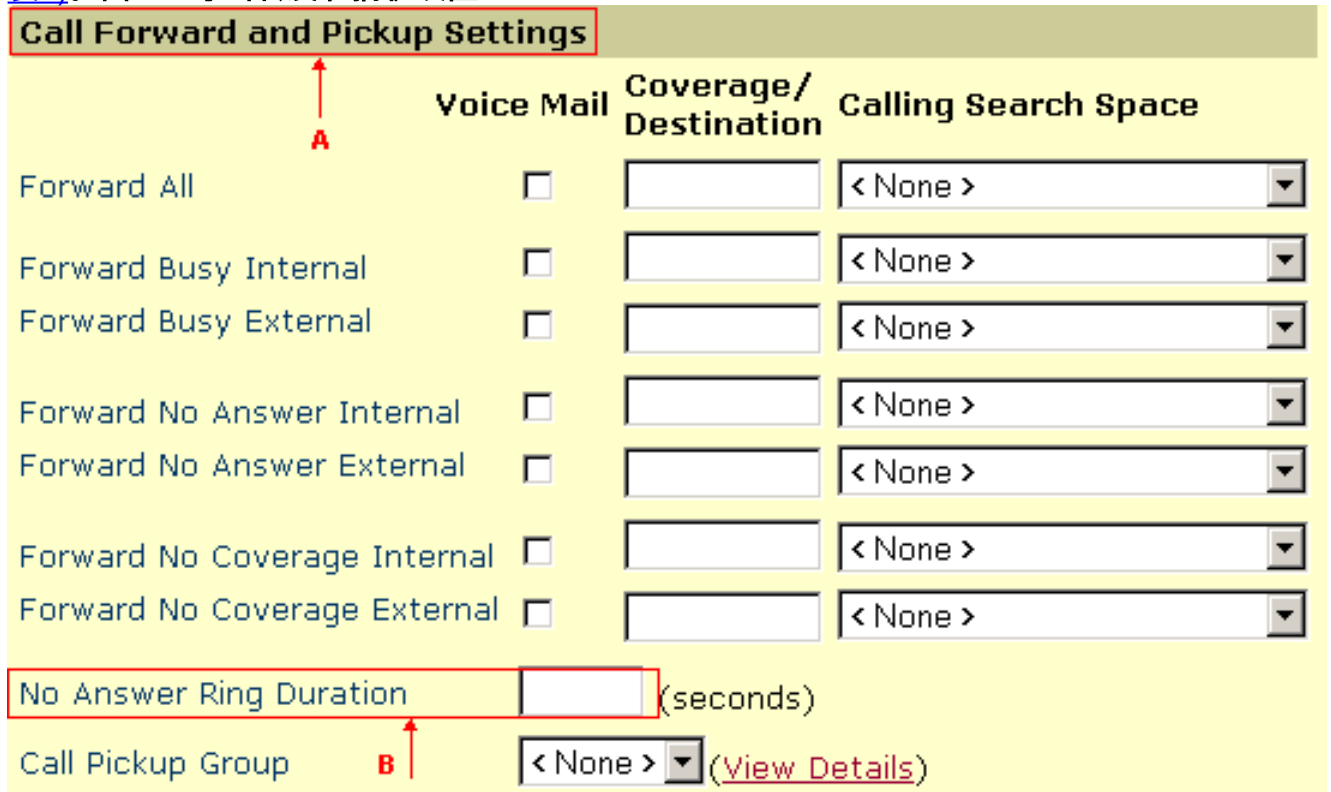 Call Forward and Pickup Settings
A
Voice Mail Coverage/ Destination Calling Search Space
Forward All < None >
Forward Busy Internal < None >
Forward Busy External < None >
Forward No Answer Internal < None >
Forward No Answer External < None >
Forward No Coverage Internal < None >
Forward No Coverage External < None >
No Answer Ring Duration (seconds)
B
Call Pickup Group < None > (View Details)